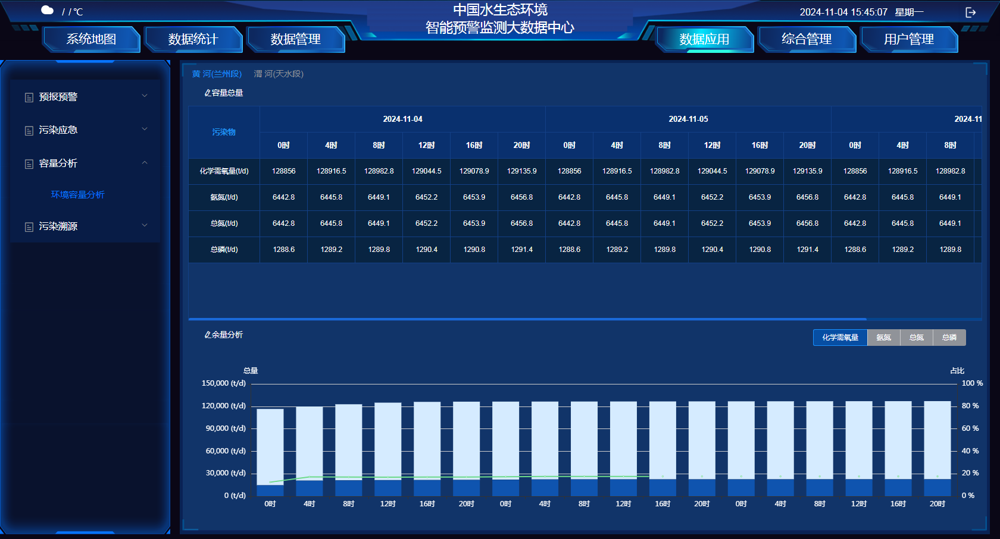 / / ℃
中国水生态环境
智能预警监测大数据中心
2024-11-04 15:45:07 星期一
系统地图 数据统计 数据管理 数据应用 综合管理 用户管理
预报预警
污染应急
容量分析
环境容量分析
污染溯源
黄 河(兰州段) 渭 河(天水段)
容量总量
污染物 2024-11-04 2024-11-05 2024-11
0时 4时 8时 12时 16时 20时 0时 4时 8时 12时 16时 20时 0时 4时 8时
化学需氧量(t/d) 128856 128916.5 128982.8 129044.5 129078.9 129135.9 128856 128916.5 128982.8 129044.5 129078.9 129135.9 128856 128916.5 128982.8
氨氮(t/d) 6442.8 6445.8 6449.1 6452.2 6453.9 6456.8 6442.8 6445.8 6449.1 6452.2 6453.9 6456.8 6442.8 6445.8 6449.1
总氮(t/d) 6442.8 6445.8 6449.1 6452.2 6453.9 6456.8 6442.8 6445.8 6449.1 6452.2 6453.9 6456.8 6442.8 6445.8 6449.1
总磷(t/d) 1288.6 1289.2 1289.8 1290.4 1290.8 1291.4 1288.6 1289.2 1289.8 1290.4 1290.8 1291.4 1288.6 1289.2 1289.8
余量分析
化学需氧量 氨氮 总氮 总磷
总量 占比
150,000 (t/d) 100 %
120,000 (t/d) 80 %
90,000 (t/d) 60 %
60,000 (t/d) 40 %
30,000 (t/d) 20 %
0 (t/d) 0 %
0时 4时 8时 12时 16时 20时 0时 4时 8时 12时 16时 20时 0时 4时 8时 12时 16时 20时